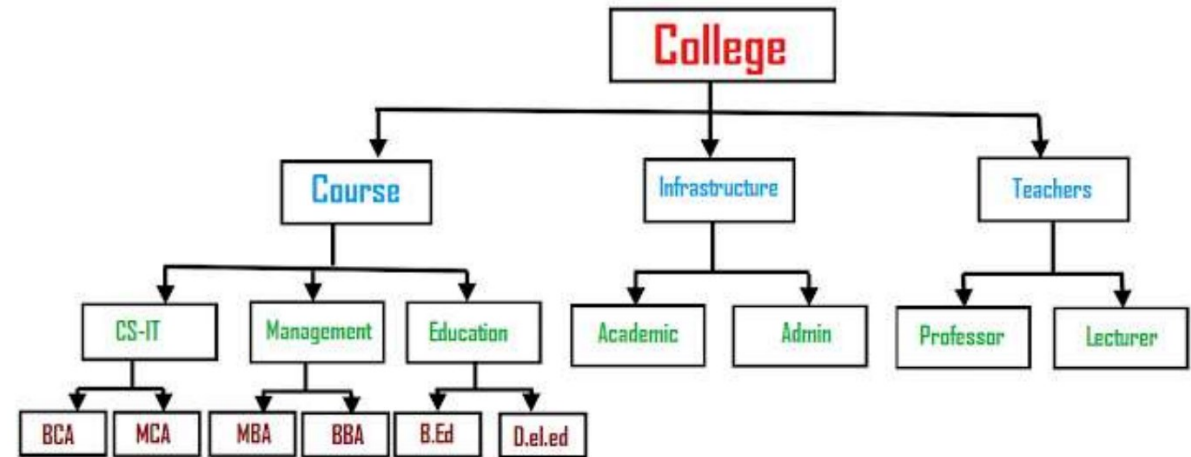 College
Course
Infrastructure
Teachers
CS-IT
Management
Education
Academic
Admin
Professor
Lecturer
BCA
MCA
MBA
BBA
B.Ed
D.el.ed